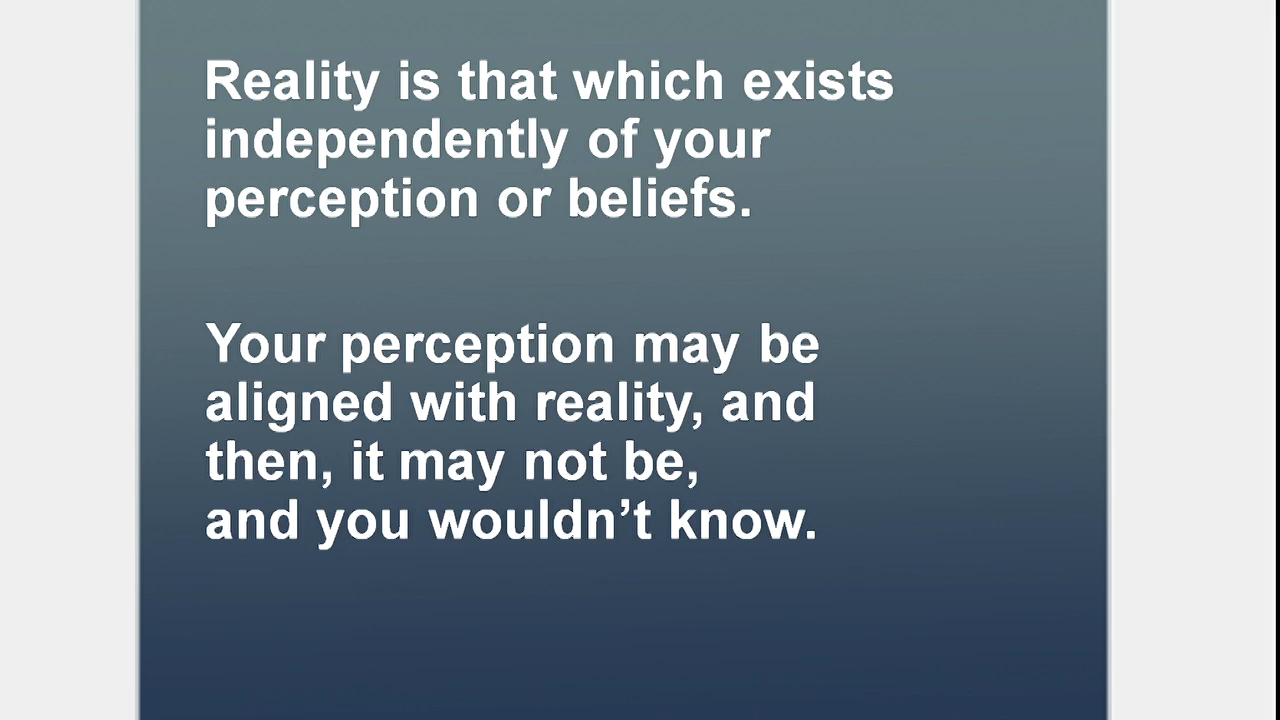 Reality is that which exists
independently of your
perception or beliefs.
Your perception may be
aligned with reality, and
then, it may not be,
and you wouldn’t know.